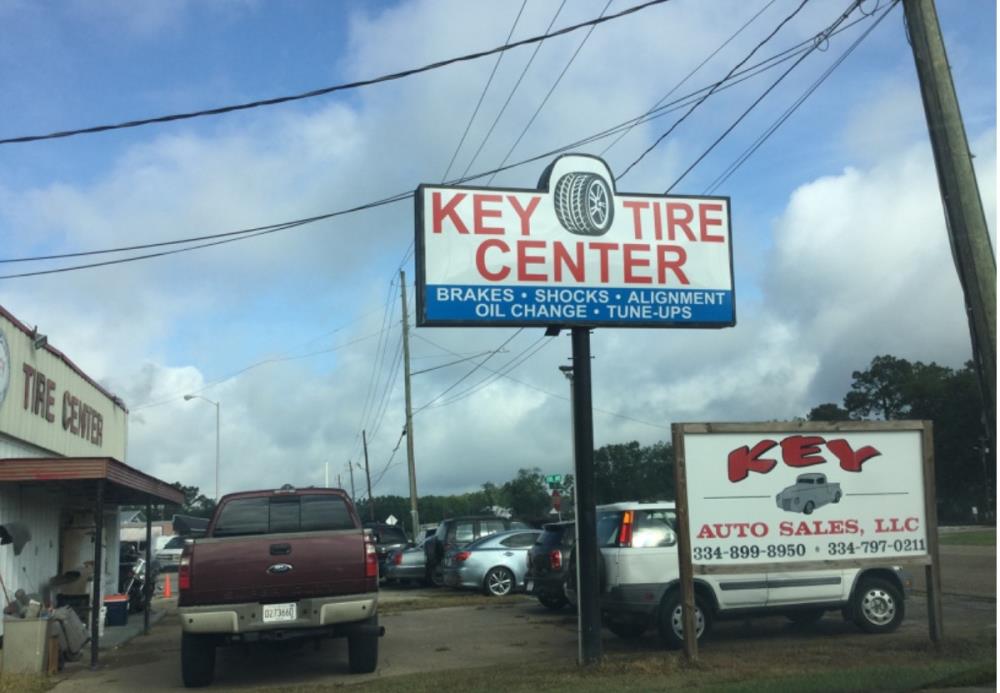 KEY TIRE
CENTER
BRAKES • SHOCKS • ALIGNMENT
OIL CHANGE • TUNE-UPS
TIRE CENTER
KEY
AUTO SALES, LLC
334-899-8950 • 334-797-0211